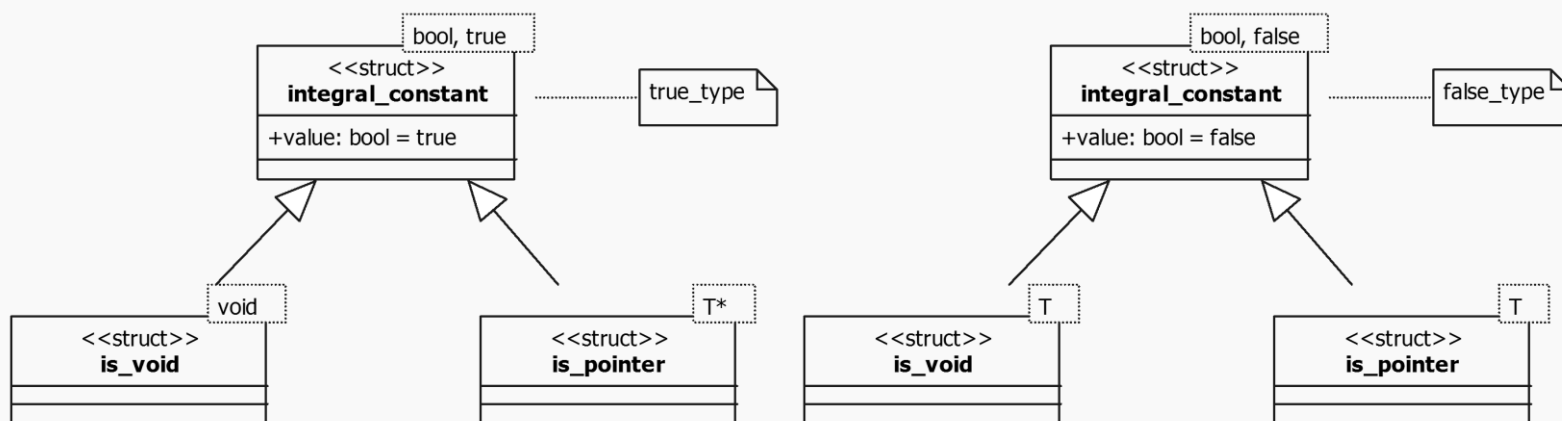 bool, true
<<struct>>
integral_constant
+value: bool = true
true_type
void
<<struct>>
is_void
T*
<<struct>>
is_pointer
bool, false
<<struct>>
integral_constant
+value: bool = false
false_type
T
<<struct>>
is_void
T
<<struct>>
is_pointer